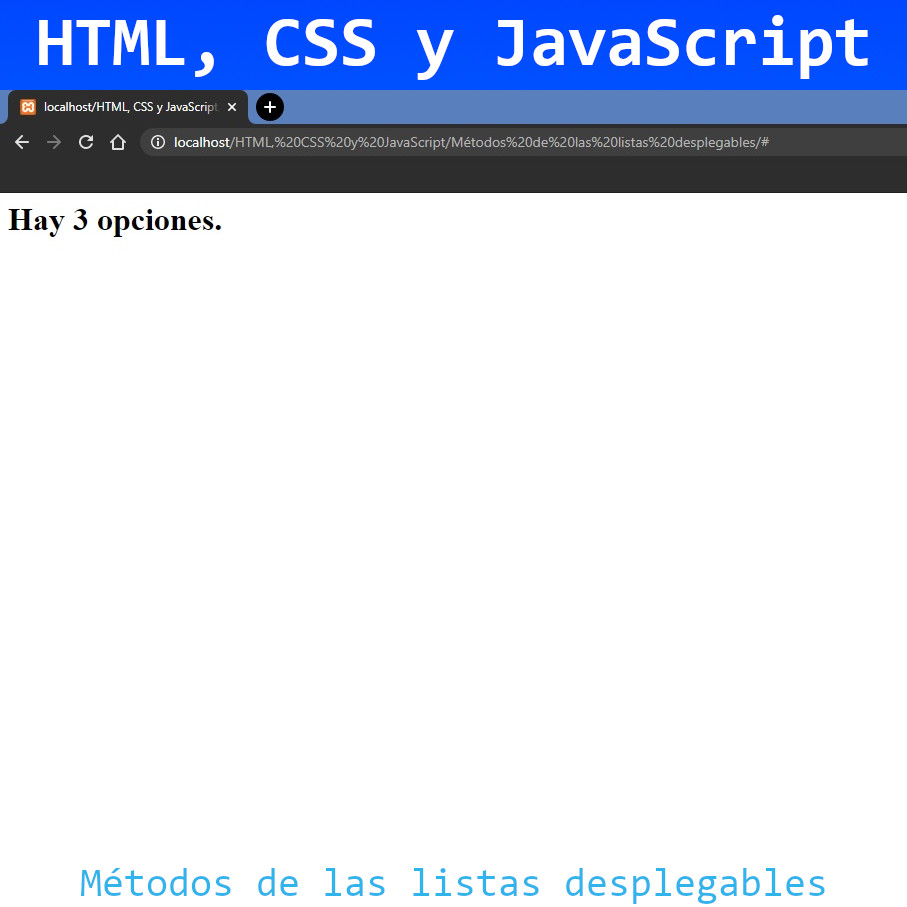 HTML, CSS y JavaScript
localhost/HTML, CSS y JavaScript
localhost/HTML,%20CSS%20y%20JavaScript/Métodos%20de%20las%20listas%20desplegables/#
Hay 3 opciones.
Métodos de las listas desplegables